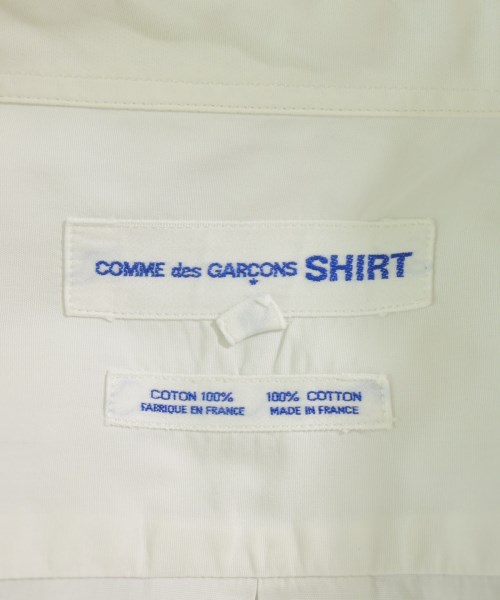 COMME des GARÇONS SHIRT
COTON 100% 100% COTTON
FABRIQUE EN FRANCE MADE IN FRANCE